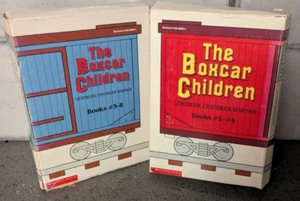 The
Boxcar
Children
GERTRUDE CHANDLER WARNER
Books #5-8
The
Boxcar
Children
GERTRUDE CHANDLER WARNER
Books #1-#4